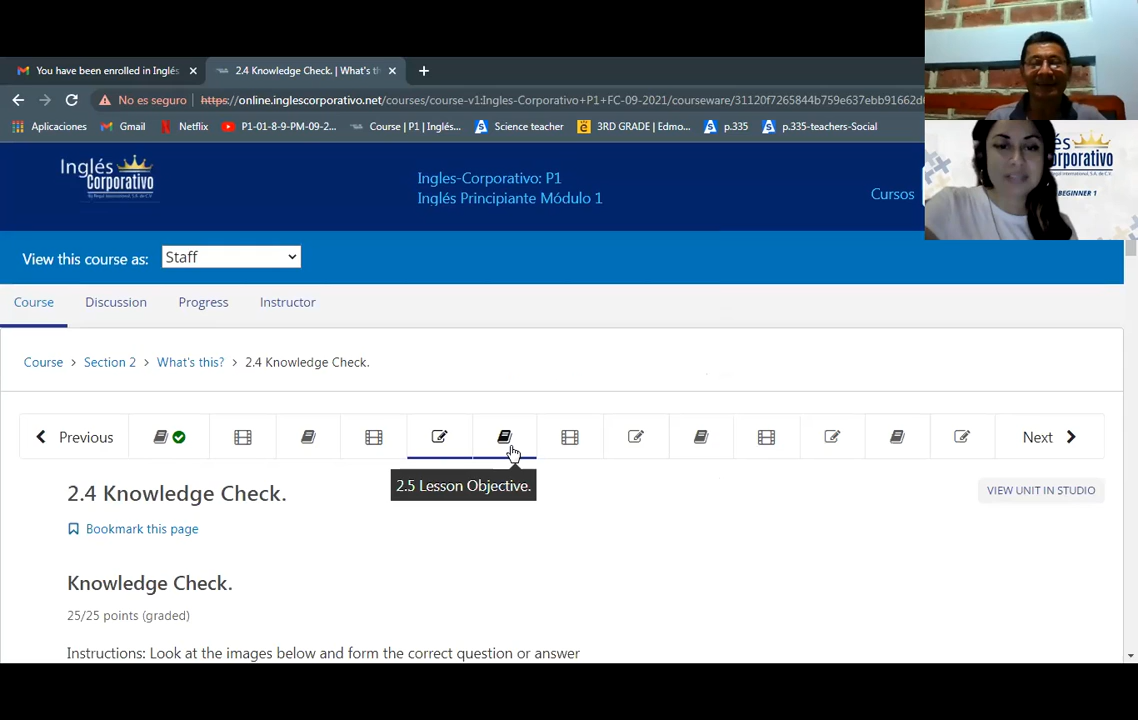 You have been enrolled in Inglés
2.4 Knowledge Check. | What's th
No es seguro
https://online.inglescorporativo.net/courses/course-v1:Ingles-Corporativo+P1+FC-09-2021/courseware/31120f7265844b759e637ebb91662d
Aplicaciones
Gmail
Netflix
P1-01-8-9-PM-09-2...
Course | P1 | Inglés...
Science teacher
3RD GRADE | Edmo...
p.335
p.335-teachers-Social
Inglés
Corporativo
Ingles-Corporativo: P1
Inglés Principiante Módulo 1
Cursos
és
orporativo
BEGINNER 1
View this course as:
Staff
Course
Discussion
Progress
Instructor
Course > Section 2 > What's this? > 2.4 Knowledge Check.
Previous
Next
2.5 Lesson Objective.
2.4 Knowledge Check.
VIEW UNIT IN STUDIO
Bookmark this page
Knowledge Check.
25/25 points (graded)
Instructions: Look at the images below and form the correct question or answer